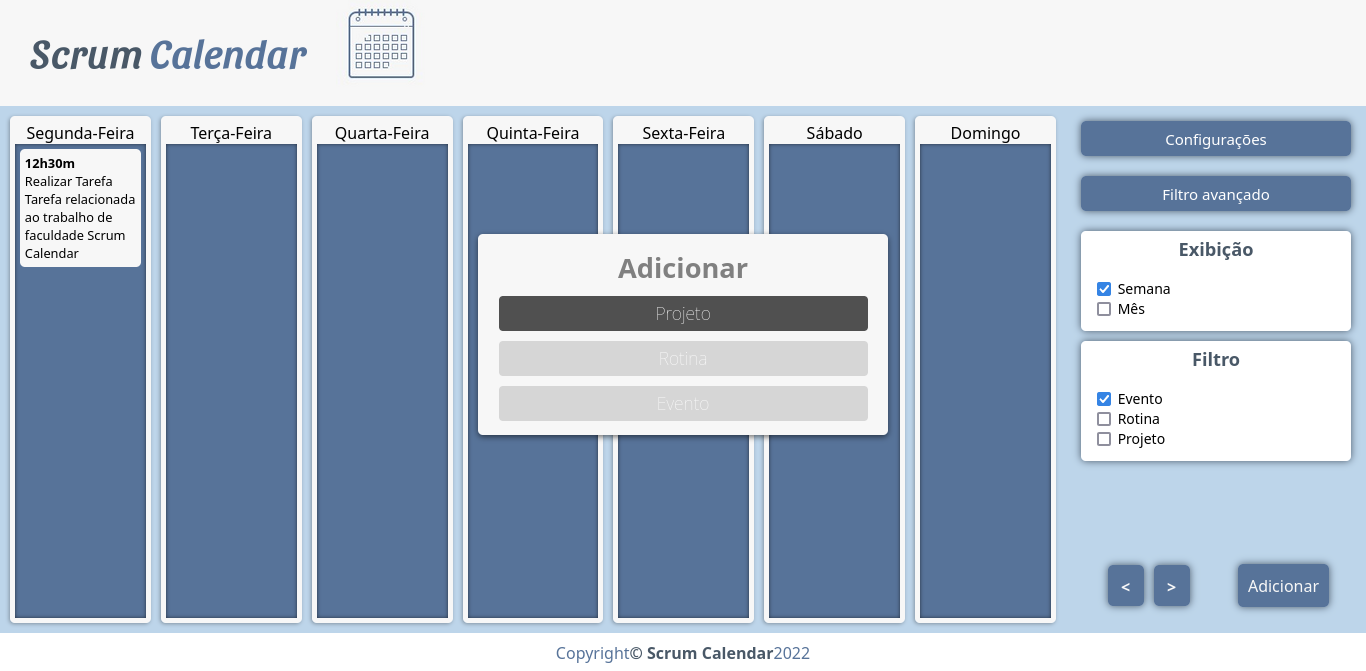 Scrum Calendar
Segunda-Feira
12h30m
Realizar Tarefa
Tarefa relacionada
ao trabalho de
faculdade Scrum
Calendar
Terça-Feira
Quarta-Feira
Quinta-Feira
Sexta-Feira
Sábado
Domingo
Adicionar
Projeto
Rotina
Evento
Configurações
Filtro avançado
Exibição
Semana
Mês
Filtro
Evento
Rotina
Projeto
< >
Adicionar
Copyright© Scrum Calendar2022